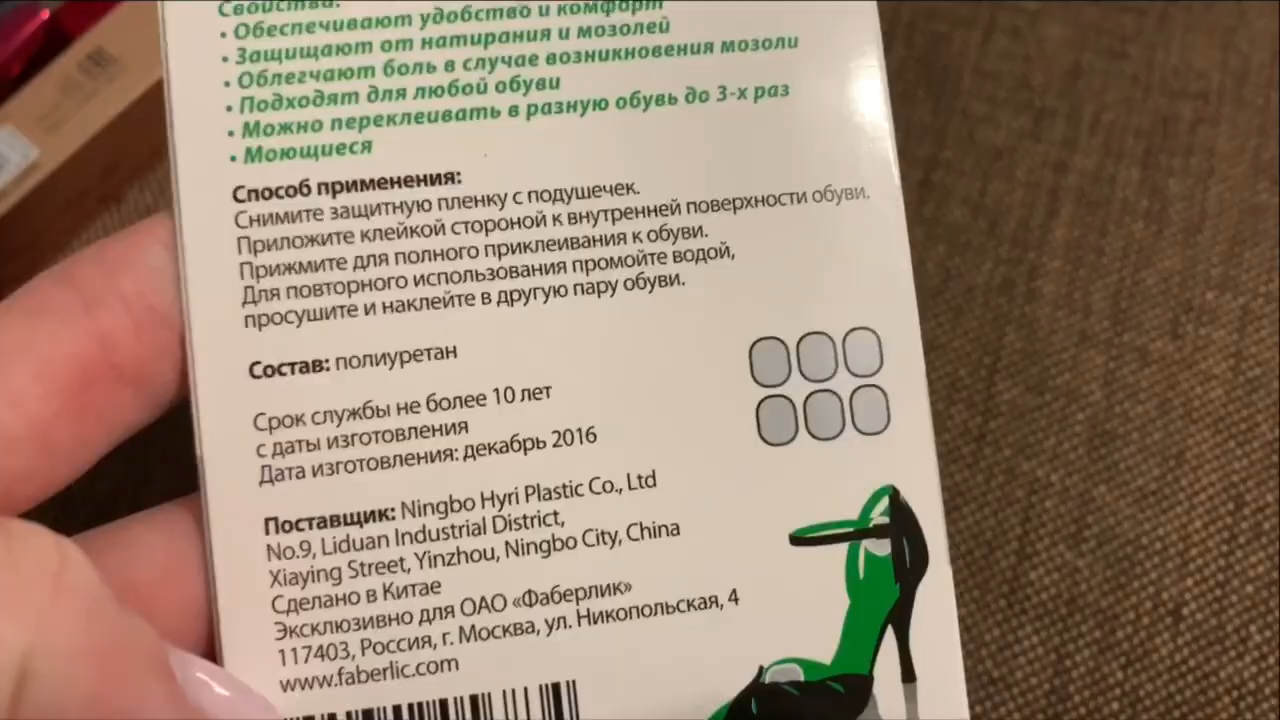 Свойства:
• Обеспечивают удобство и комфорт
• Защищают от натирания и мозолей
• Облегчают боль в случае возникновения мозоли
• Подходят для любой обуви
• Можно переклеивать в разную обувь до 3-х раз
• Моющиеся
Способ применения:
Снимите защитную пленку с подушечек.
Приложите клейкой стороной к внутренней поверхности обуви.
Прижмите для полного приклеивания к обуви.
Для повторного использования промойте водой,
просушите и наклейте в другую пару обуви.
Состав: полиуретан
Срок службы не более 10 лет
с даты изготовления
Дата изготовления: декабрь 2016
Поставщик: Ningbo Hyri Plastic Co., Ltd
No.9, Liduan Industrial District,
Xiaying Street, Yinzhou, Ningbo City, China
Сделано в Китае
Эксклюзивно для ОАО «Фаберлик»
117403, Россия, г. Москва, ул. Никопольская, 4
www.faberlic.com